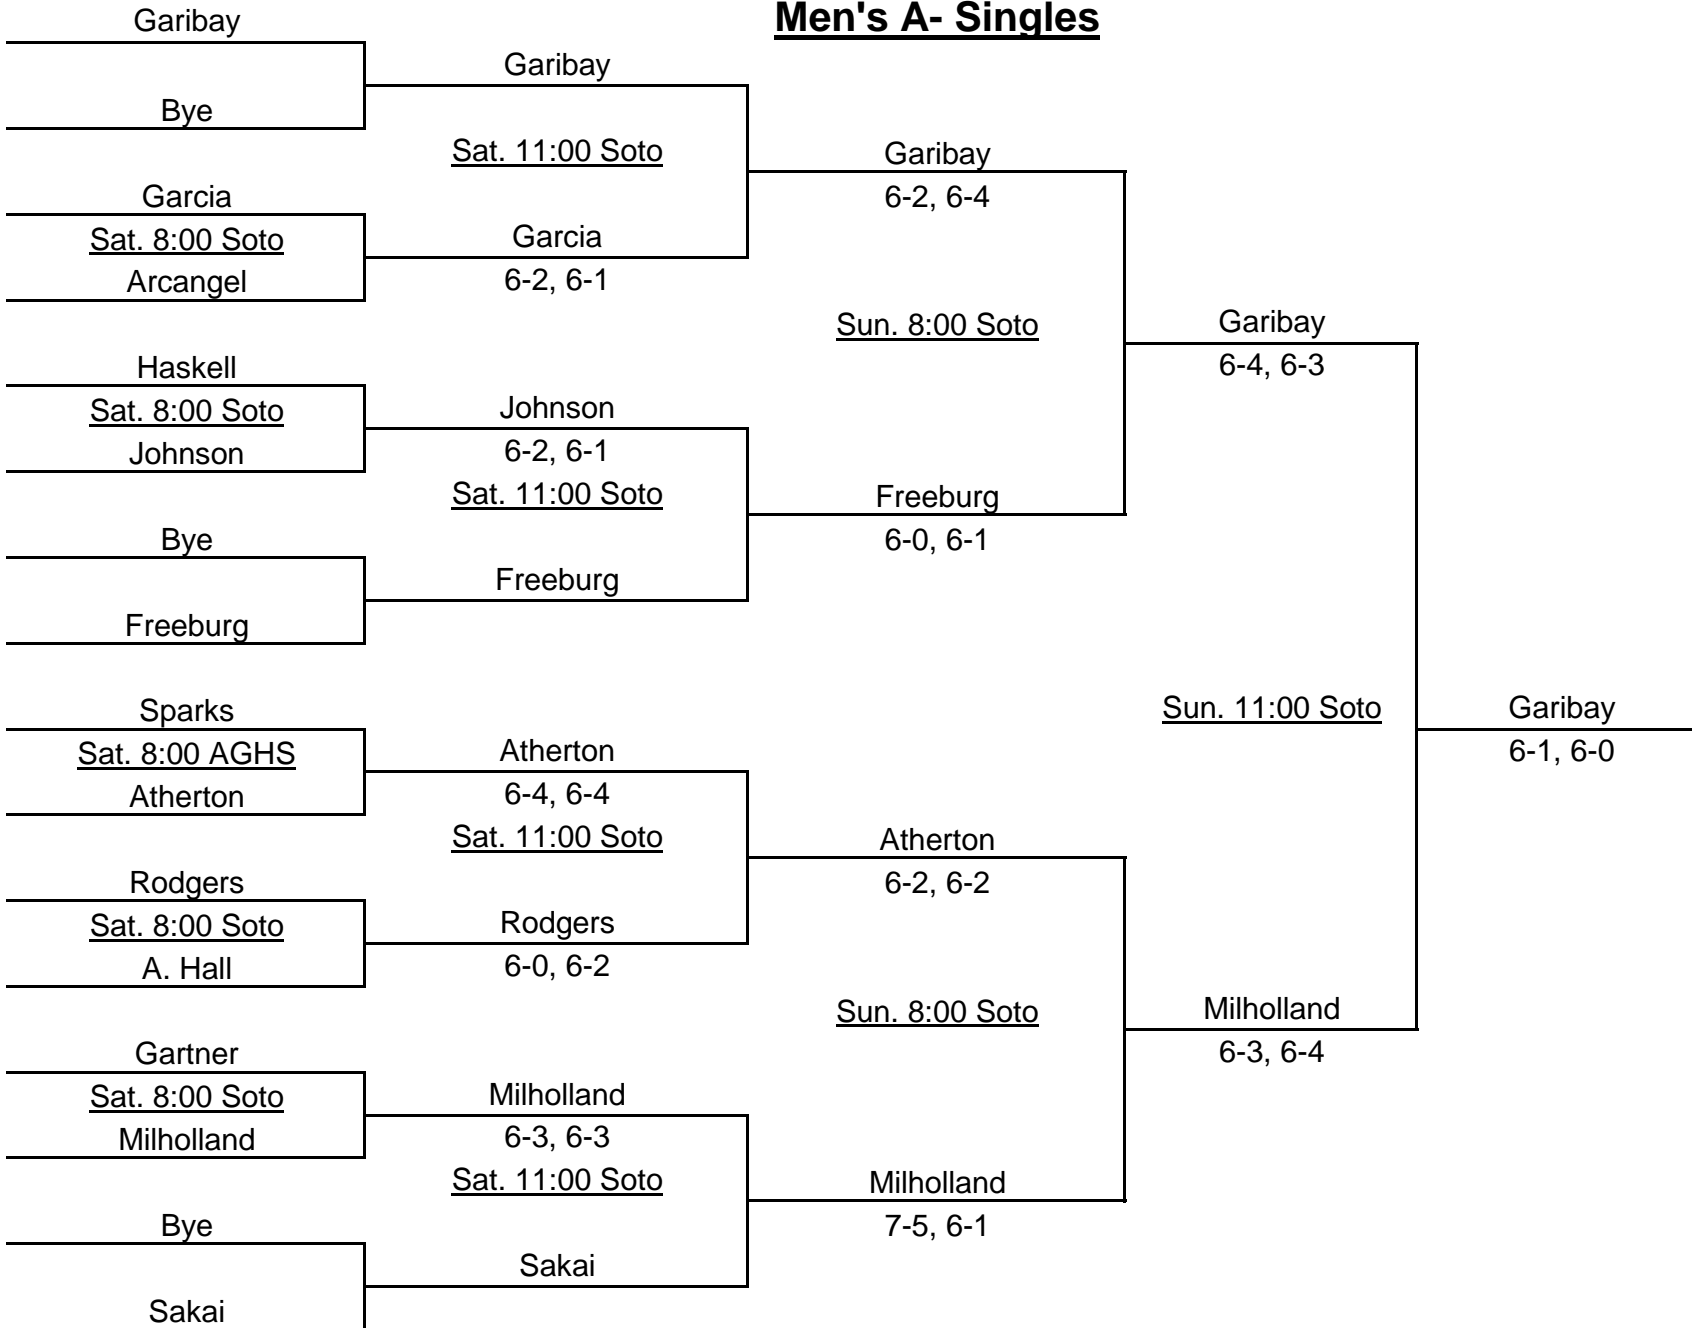 Men's A- Singles
Garibay
Bye
Garcia
Sat. 8:00 Soto
Arcangel
Haskell
Sat. 8:00 Soto
Johnson
Bye
Freeburg
Sparks
Sat. 8:00 AGHS
Atherton
Rodgers
Sat. 8:00 Soto
A. Hall
Gartner
Sat. 8:00 Soto
Milholland
Bye
Sakai
Garibay
Sat. 11:00 Soto
Garcia
6-2, 6-1
Johnson
6-2, 6-1
Sat. 11:00 Soto
Freeburg
Atherton
6-4, 6-4
Sat. 11:00 Soto
Rodgers
6-0, 6-2
Milholland
6-3, 6-3
Sat. 11:00 Soto
Sakai
Garibay
6-2, 6-4
Sun. 8:00 Soto
Freeburg
6-0, 6-1
Atherton
6-2, 6-2
Sun. 8:00 Soto
Milholland
7-5, 6-1
Garibay
6-4, 6-3
Sun. 11:00 Soto
Milholland
6-3, 6-4
Garibay
6-1, 6-0